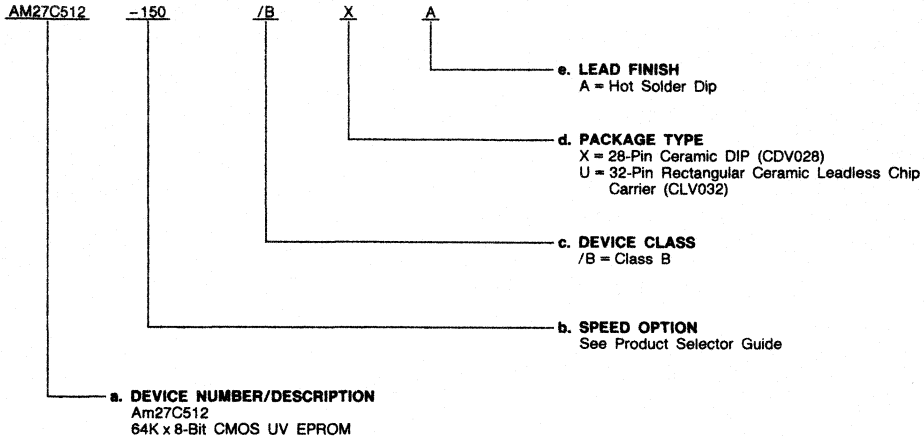 AM27C512 -150 /B X A
e. LEAD FINISH
A = Hot Solder Dip
d. PACKAGE TYPE
X = 28-Pin Ceramic DIP (CDV028)
U = 32-Pin Rectangular Ceramic Leadless Chip
Carrier (CLV032)
c. DEVICE CLASS
/B = Class B
b. SPEED OPTION
See Product Selector Guide
a. DEVICE NUMBER/DESCRIPTION
Am27C512
64K x 8-Bit CMOS UV EPROM